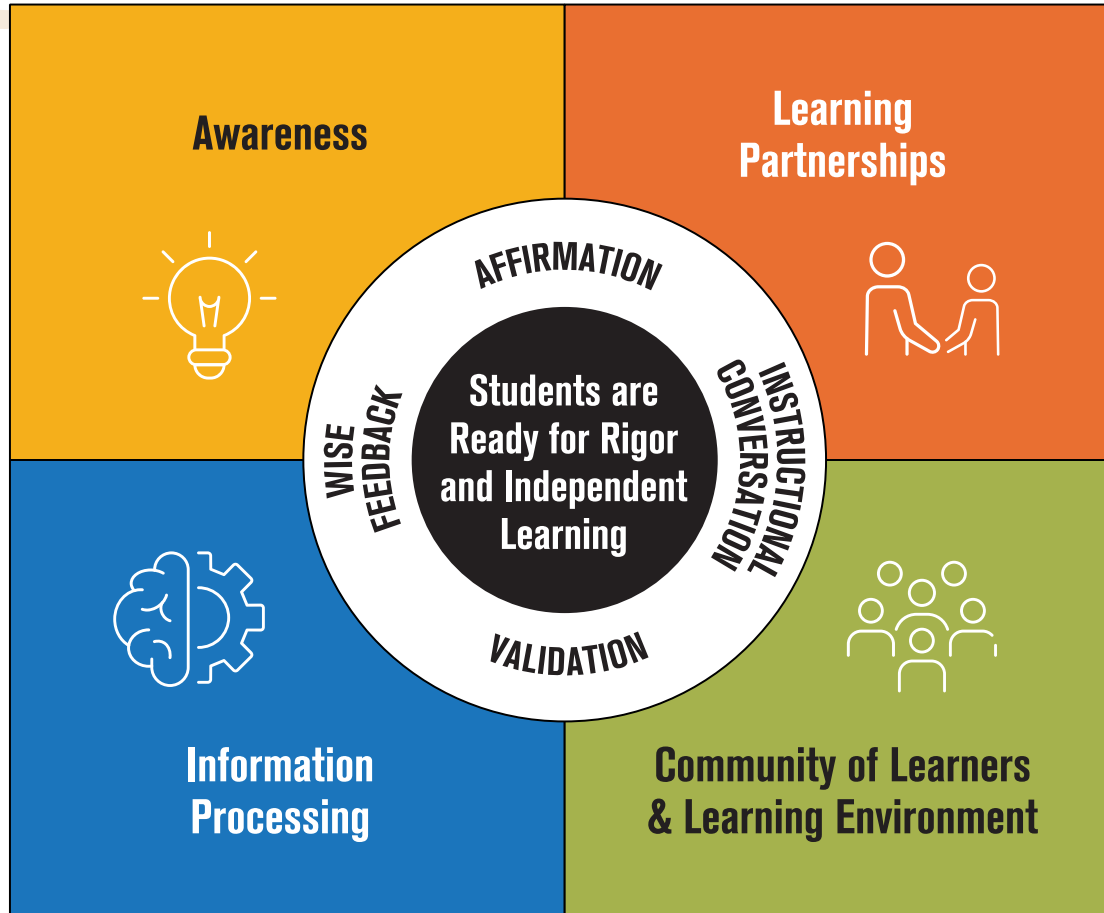 Awareness
Learning
Partnerships
AFFIRMATION
WISE
FEEDBACK
Students are
Ready for Rigor
and Independent
Learning
INSTRUCTIONAL
CONVERSATION
VALIDATION
Information
Processing
Community of Learners
& Learning Environment